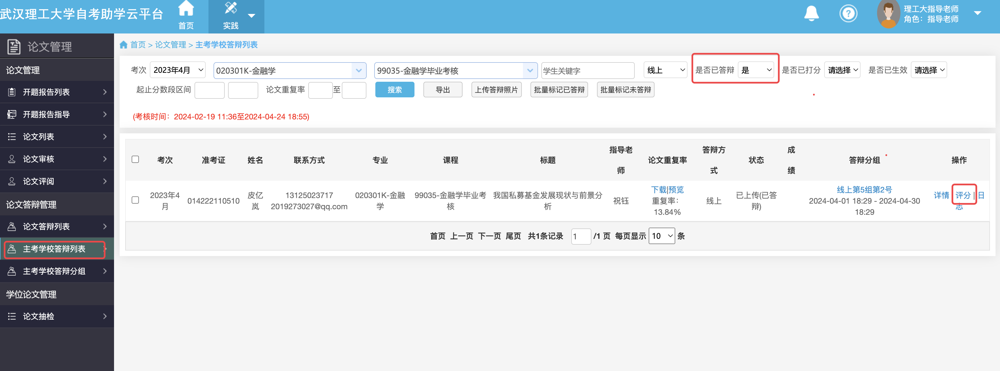 武汉理工大学自考助学云平台
首页
实践
理工大指导老师
角色：指导老师
论文管理
论文管理
开题报告列表
开题报告指导
论文列表
论文审核
论文评阅
论文答辩管理
论文答辩列表
主考学校答辩列表
主考学校答辩分组
学位论文管理
论文抽检
首页 > 论文管理 > 主考学校答辩列表
考次 2023年4月 020301K-金融学 99035-金融学毕业考核 学生关键字 线上 是否已答辩 是 是否已打分 请选择 是否已生效 请选择
起止分数段区间 论文重复率 至 搜索 导出 上传答辩照片 批量标记已答辩 批量标记未答辩
(考核时间：2024-02-19 11:36至2024-04-24 18:55)
考次 准考证 姓名 联系方式 专业 课程 标题 指导老师 论文重复率 答辩方式 状态 成绩 答辩分组 操作
2023年4月
014222110510
皮亿岚
13125023717
2019273027@qq.com
020301K-金融学
99035-金融学毕业考核
我国私募基金发展现状与前景分析
祝钰
下载|预览
重复率：
13.84%
线上
已上传(已答辩)
线上第5组第2号
2024-04-01 18:29 - 2024-04-30
18:29
详情 评分 | 日志
首页 上一页 下一页 尾页 共1条记录 1 /1 页 每页显示 10 条